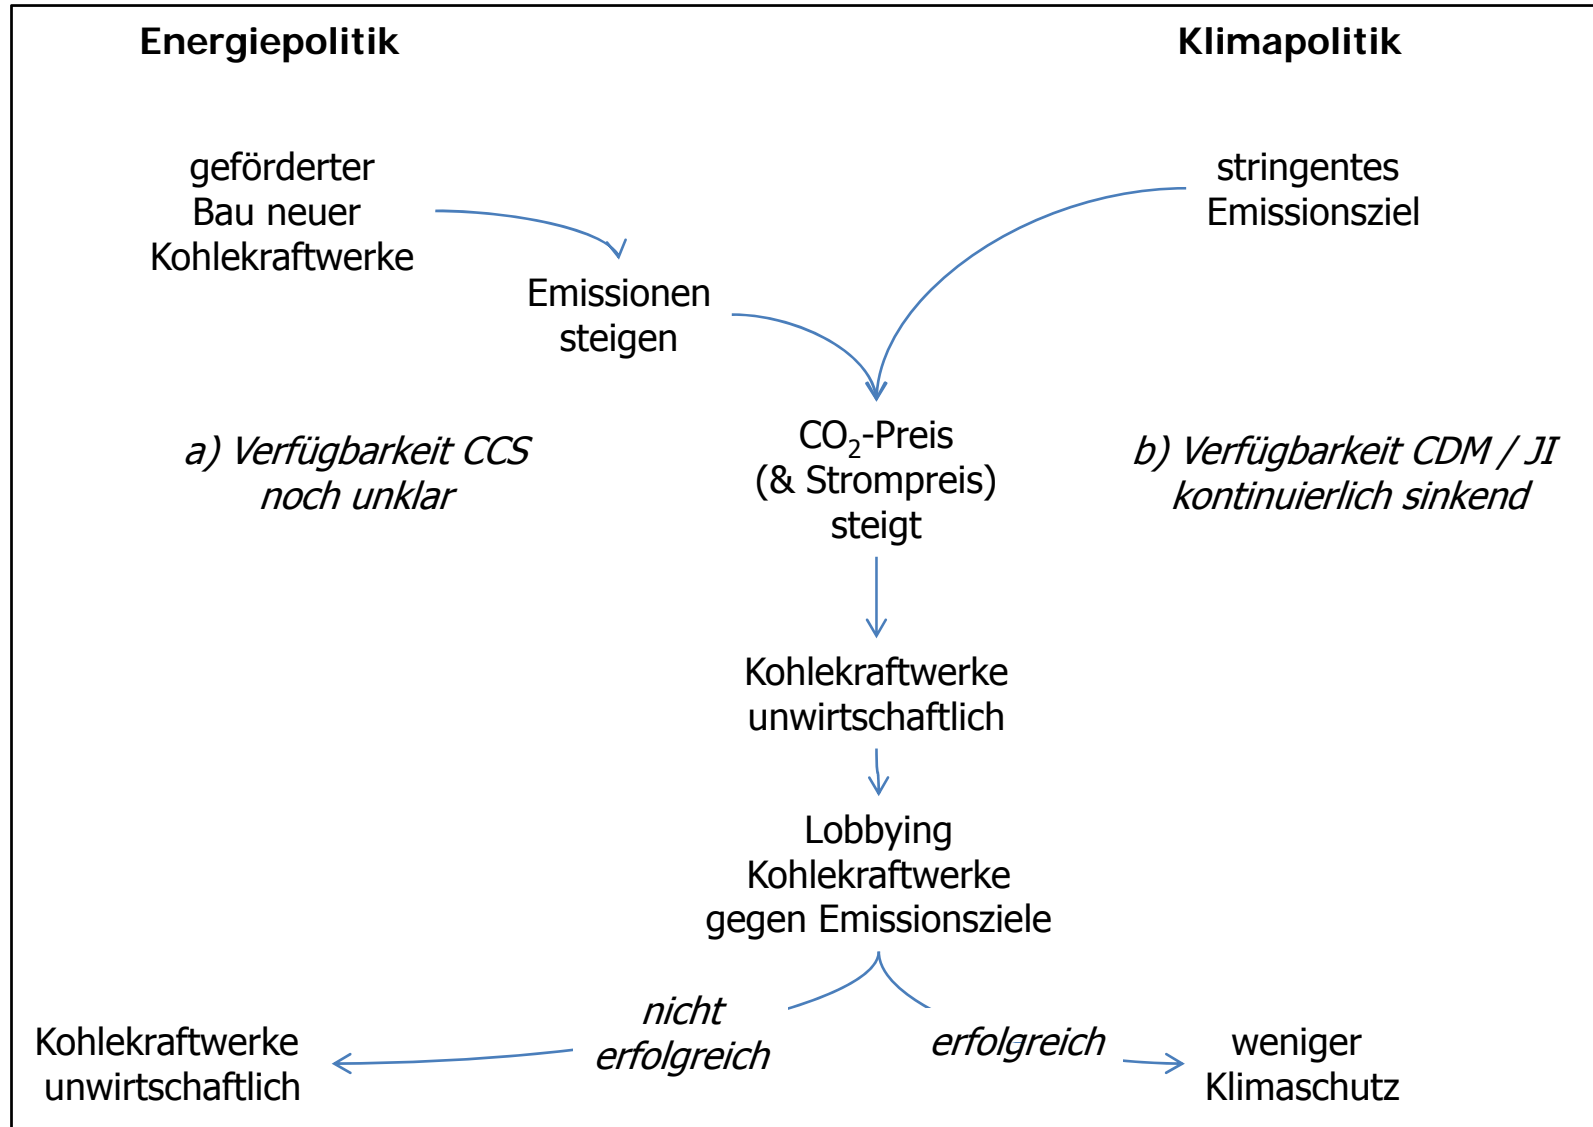 Energiepolitik
Klimapolitik
geförderter
Bau neuer
Kohlekraftwerke
stringentes
Emissionsziel
Emissionen
steigen
a) Verfügbarkeit CCS
noch unklar
CO₂-Preis
(& Strompreis)
steigt
b) Verfügbarkeit CDM / JI
kontinuierlich sinkend
Kohlekraftwerke
unwirtschaftlich
Lobbying
Kohlekraftwerke
gegen Emissionsziele
nicht
erfolgreich
erfolgreich
Kohlekraftwerke
unwirtschaftlich
weniger
Klimaschutz